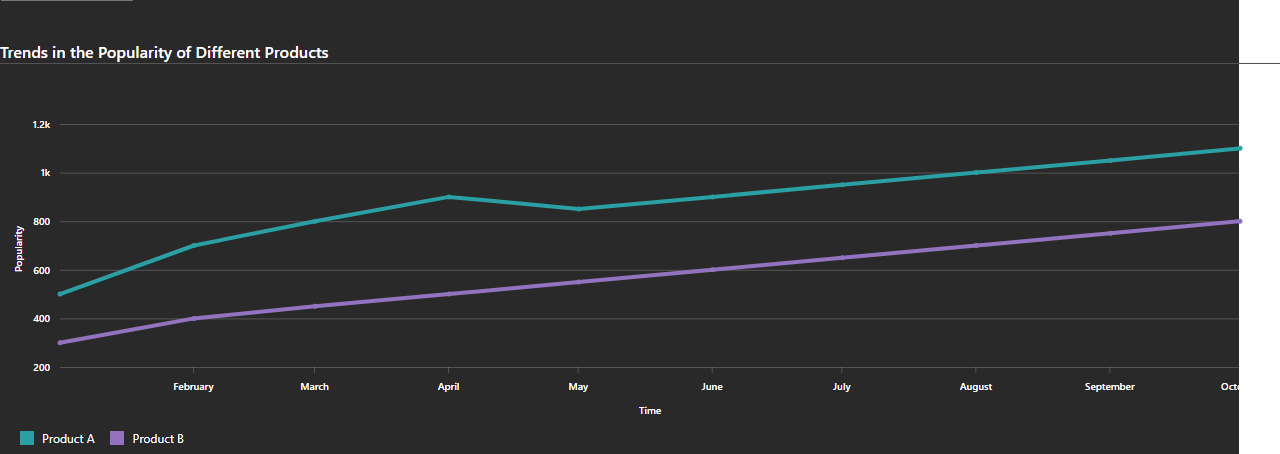 Trends in the Popularity of Different Products
1.2k
1k
800
600
400
200
Popularity
February March April May June July August September Octo
Time
Product A Product B